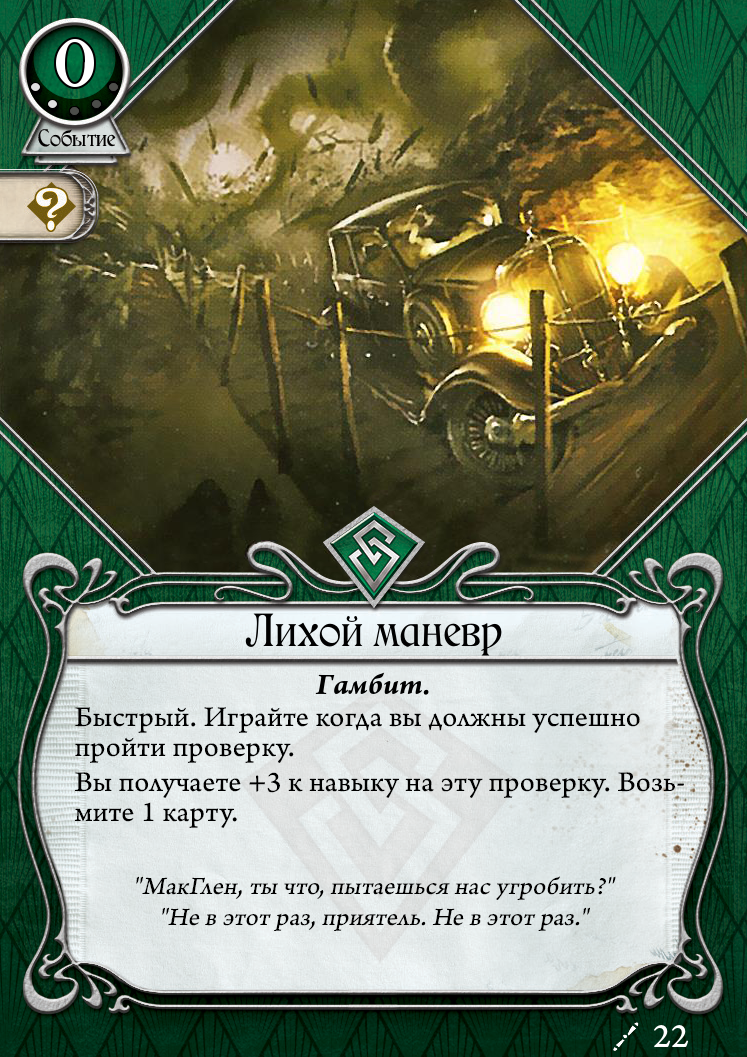 0
Событие
?
Лихой маневр
Гамбит.
Быстрый. Играйте когда вы должны успешно
пройти проверку.
Вы получаете +3 к навыку на эту проверку. Возь-
мите 1 карту.
"МакГлен, ты что, пытаешься нас угробить?"
"Не в этот раз, приятель. Не в этот раз."
22